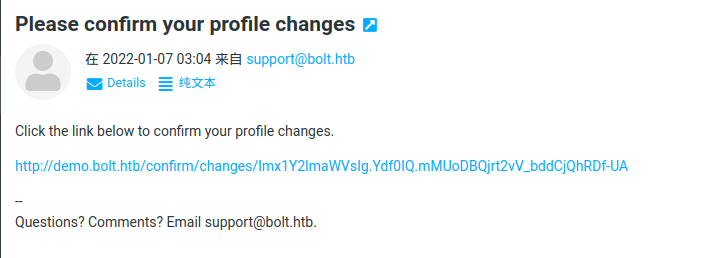 Please confirm your profile changes
在 2022-01-07 03:04 来自 support@bolt.htb
Details 纯文本
Click the link below to confirm your profile changes.
http://demo.bolt.htb/confirm/changes/Imx1Y2lmaWVsIg.Ydf0IQ.mMUoDBQjrt2vV_bddCjQhRDf-UA
--
Questions? Comments? Email support@bolt.htb.